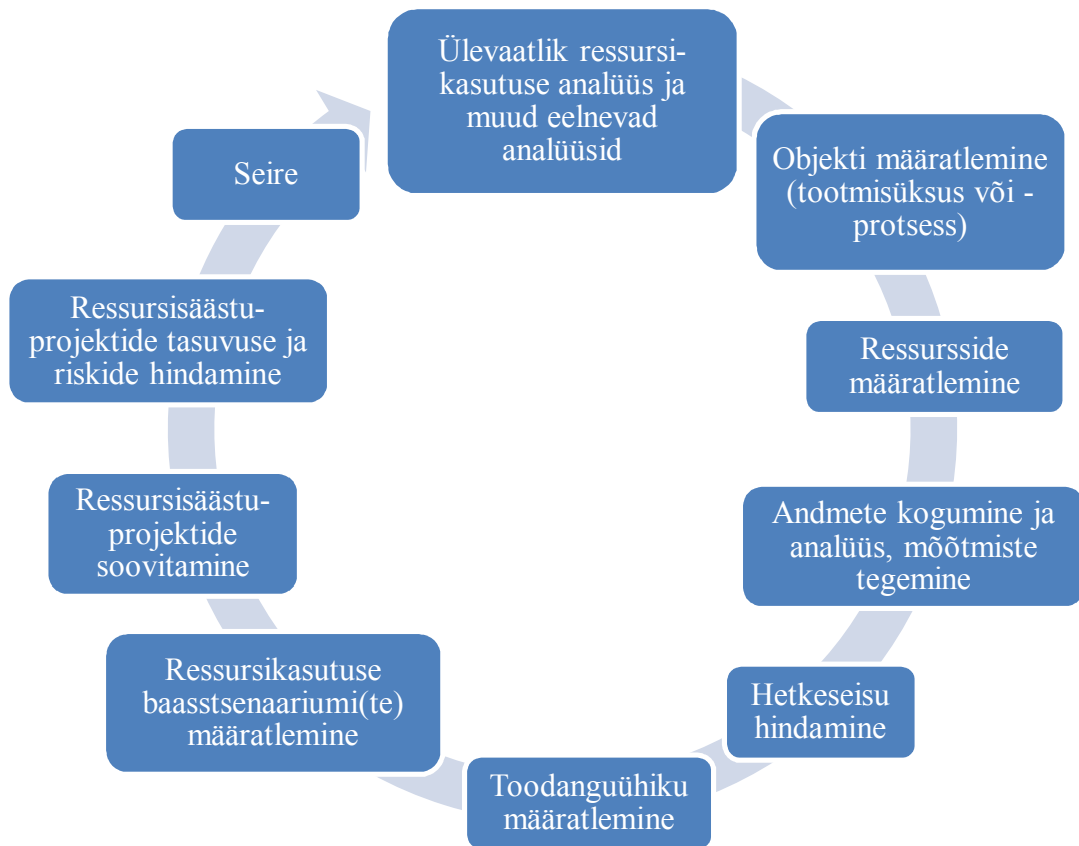 Ülevaatlik ressursi-
kasutuse analüüs ja
muud eelnevad
analüüsid
Objekti määratlemine
(tootmisüksus või -
protsess)
Ressursside
määratlemine
Andmete kogumine ja
analüüs, mõõtmiste
tegemine
Hetkeseisu
hindamine
Toodanguühiku
määratlemine
Ressursikasutuse
baasstsenaariumi(te)
määratlemine
Ressursisäästu-
projektide
soovitamine
Ressursisäästu-
projektide tasuvuse ja
riskide hindamine
Seire